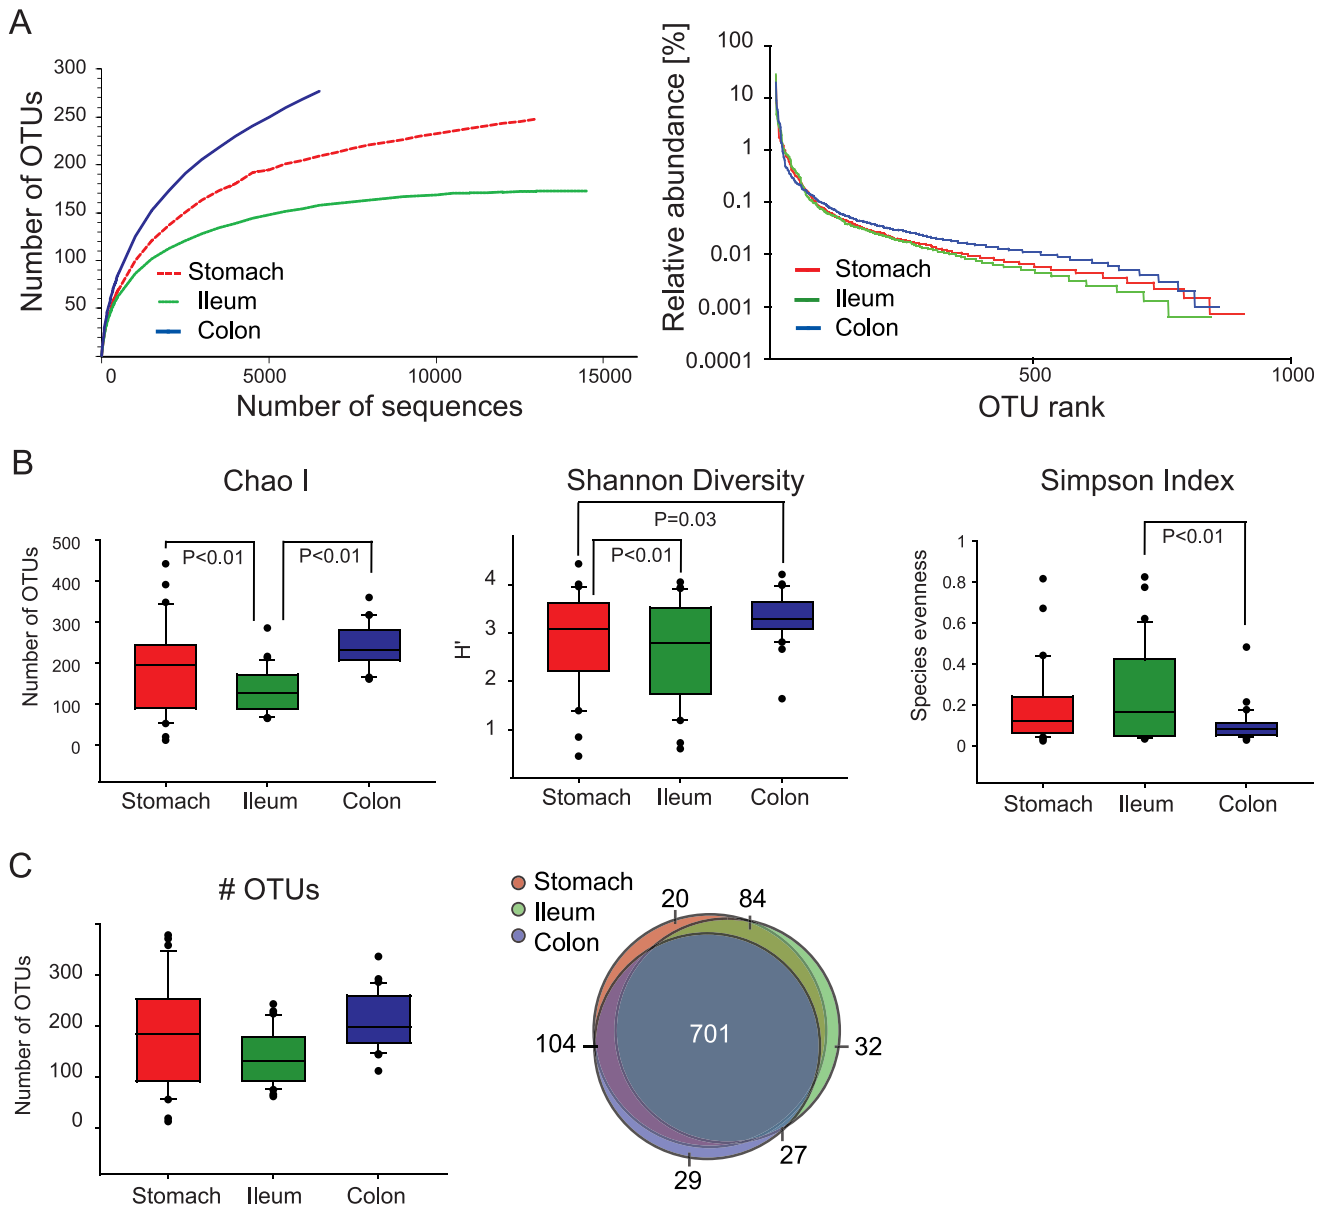 A
Number of OTUs
300
250
200
150
100
50
0
5000
10000
15000
Number of sequences
Stomach
Ileum
Colon
Relative abundance [%]
100
10
1
0.1
0.01
0.001
0.0001
500
1000
OTU rank
Stomach
Ileum
Colon
B
Chao I
Number of OTUs
500
400
300
200
100
0
P<0.01
P<0.01
Stomach
Ileum
Colon
Shannon Diversity
H'
4
3
2
1
P=0.03
P<0.01
Stomach
Ileum
Colon
Simpson Index
Species evenness
1
0.8
0.6
0.4
0.2
0
P<0.01
Stomach
Ileum
Colon
C
# OTUs
Number of OTUs
300
200
100
0
Stomach
Ileum
Colon
Stomach
Ileum
Colon
20
84
701
104
32
27
29